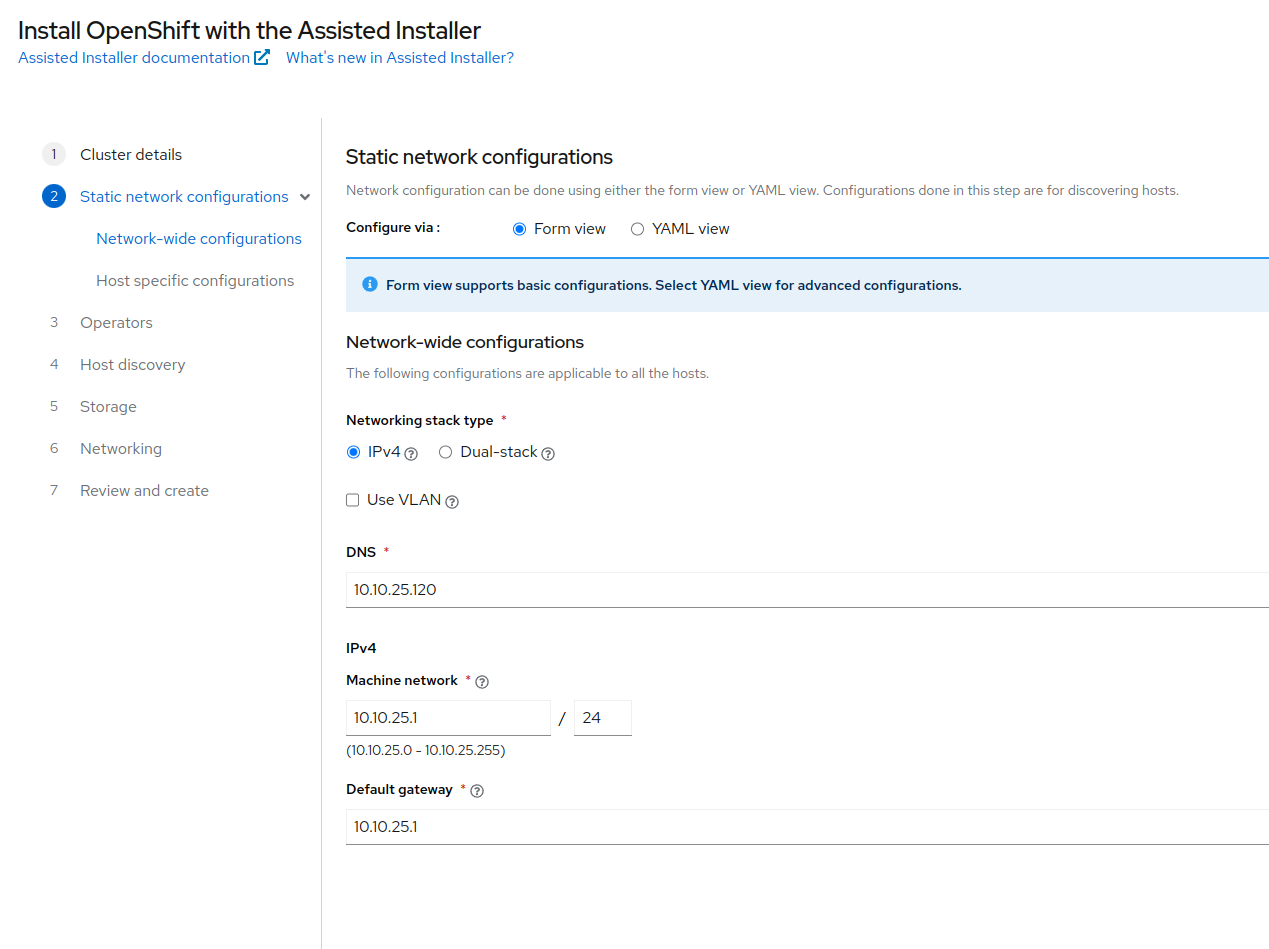 Install OpenShift with the Assisted Installer
Assisted Installer documentation What's new in Assisted Installer?
1 Cluster details
2 Static network configurations
Network-wide configurations
Host specific configurations
3 Operators
4 Host discovery
5 Storage
6 Networking
7 Review and create
Static network configurations
Network configuration can be done using either the form view or YAML view. Configurations done in this step are for discovering hosts.
Configure via : Form view YAML view
Form view supports basic configurations. Select YAML view for advanced configurations.
Network-wide configurations
The following configurations are applicable to all the hosts.
Networking stack type *
IPv4 Dual-stack
Use VLAN
DNS *
10.10.25.120
IPv4
Machine network *
10.10.25.1 / 24
(10.10.25.0 - 10.10.25.255)
Default gateway *
10.10.25.1